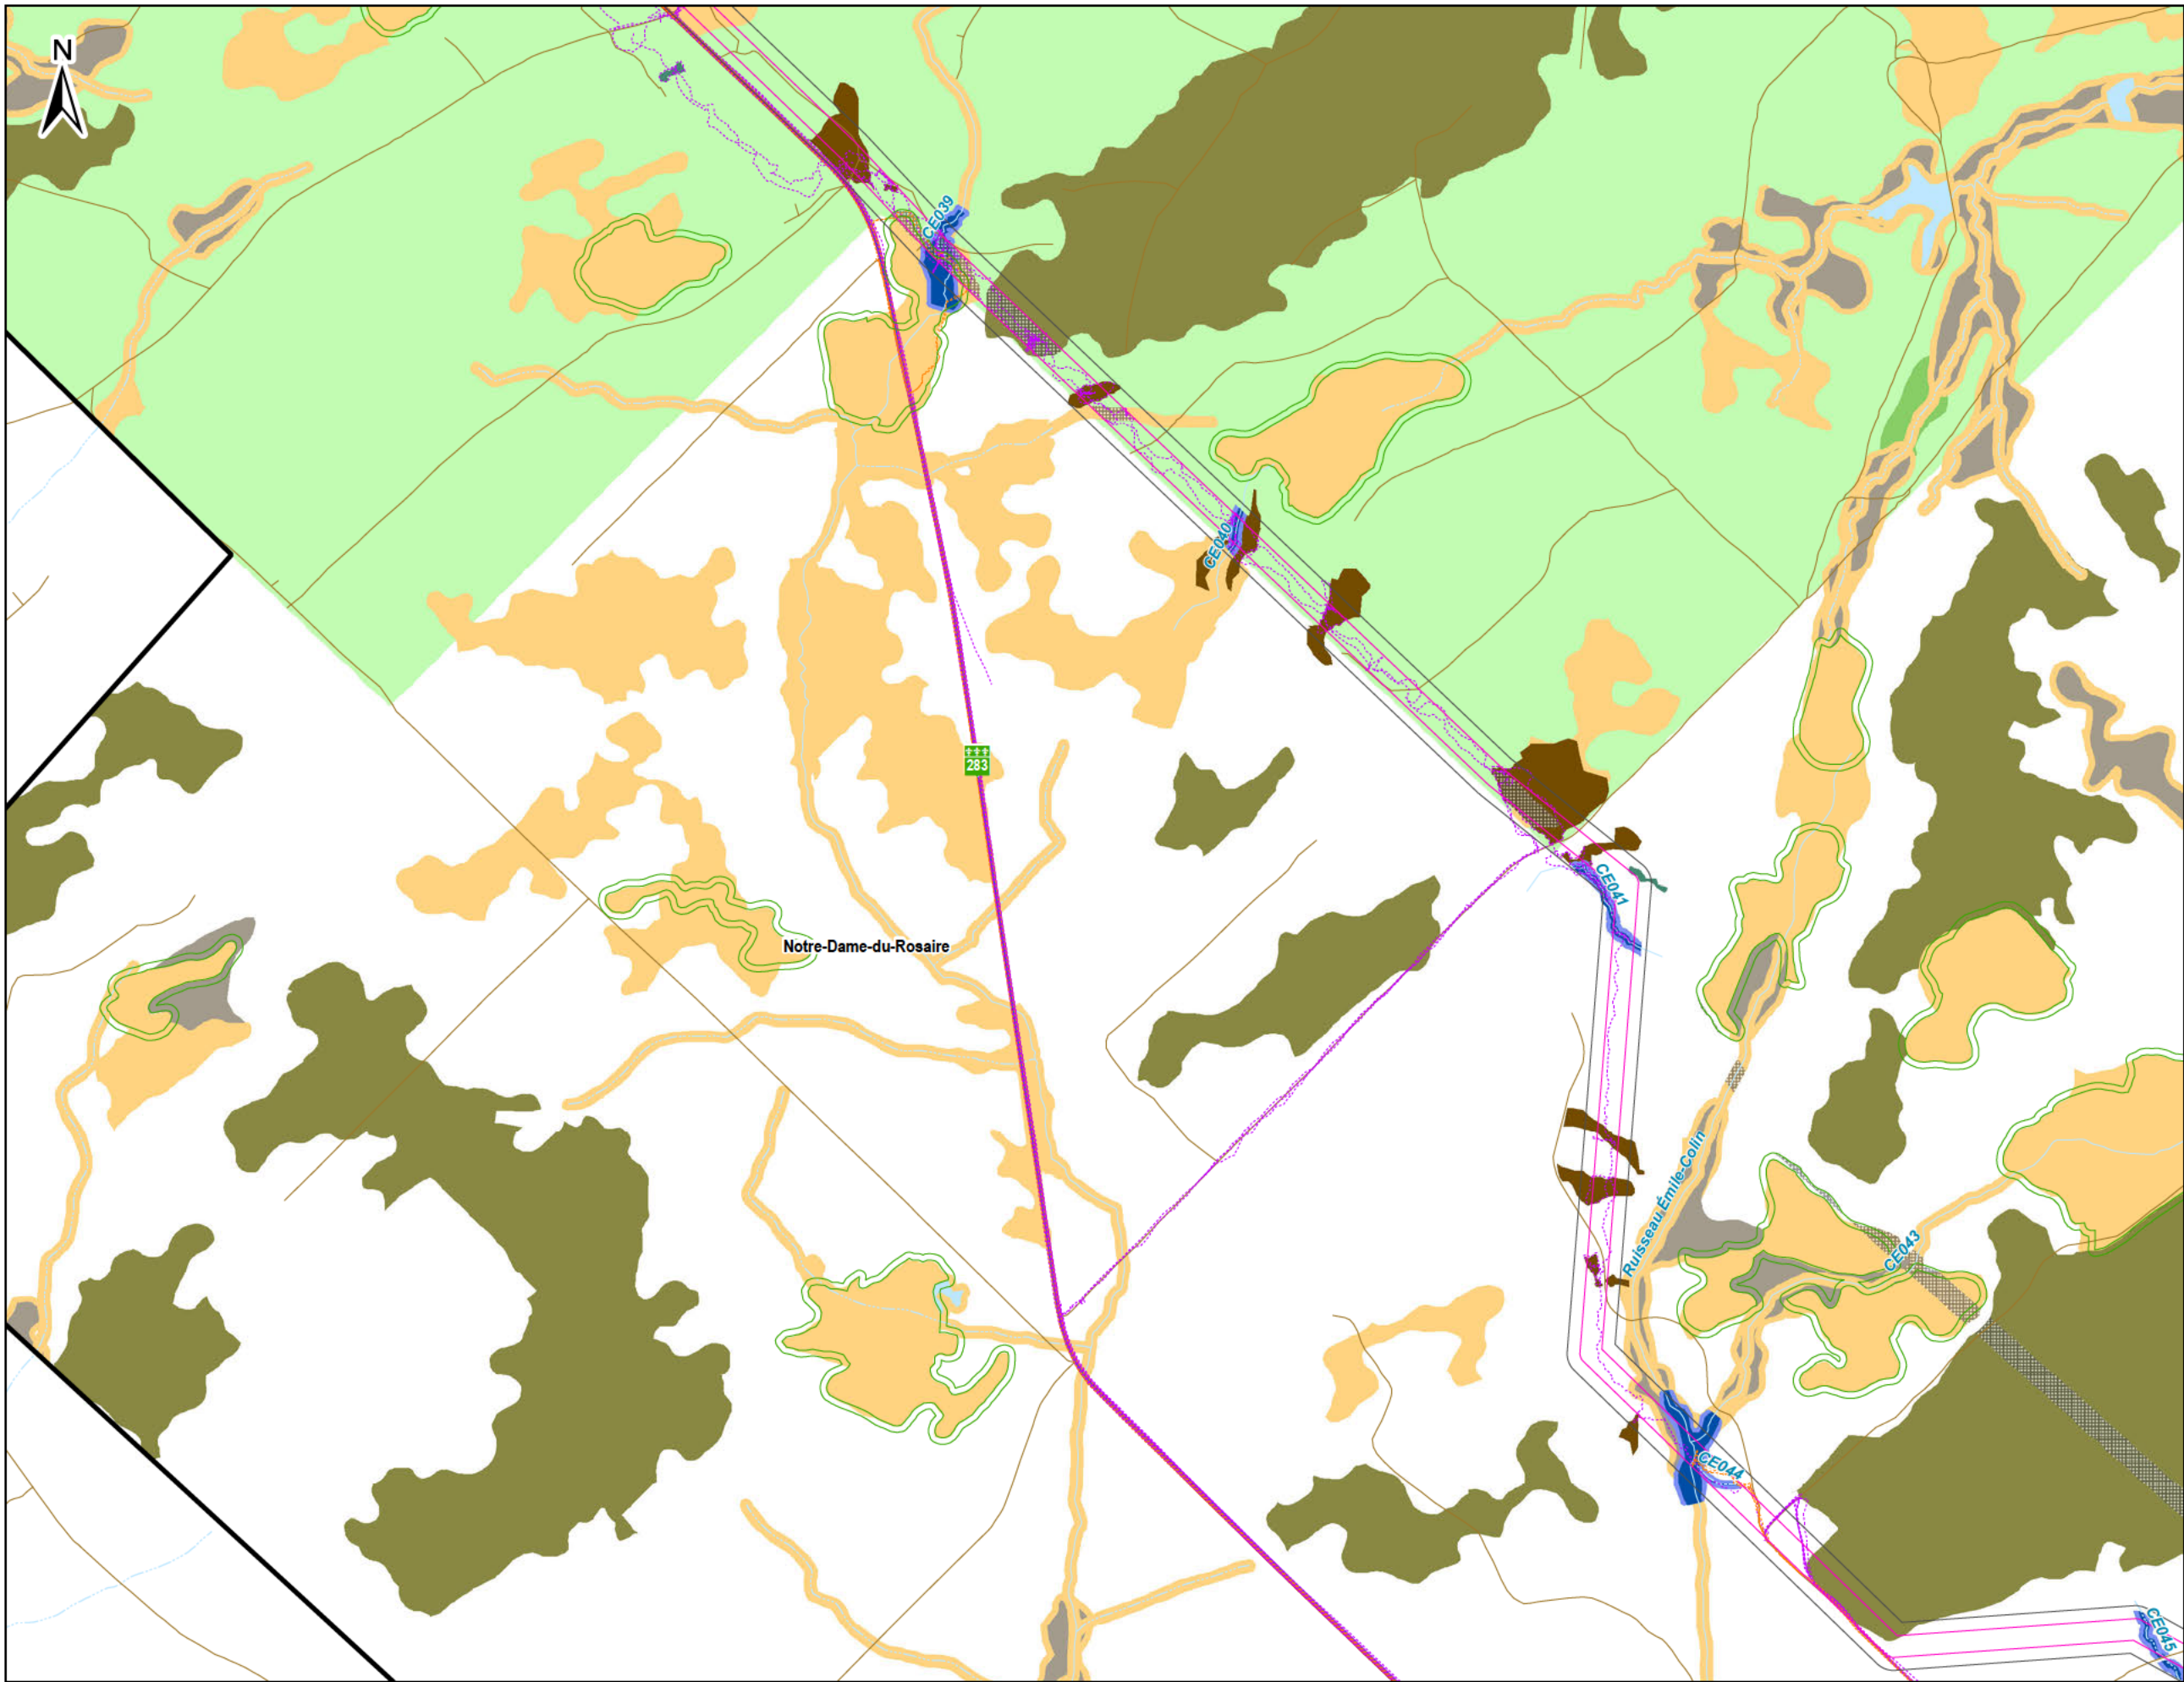 N
CE039
CE040
283
CE041
Notre-Dame-du-Rosaire
Ruisseau Émile-Colin
CE043
CE044
CE045